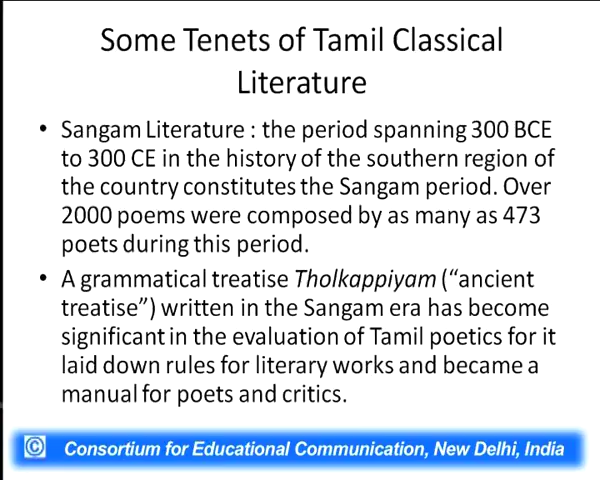 Some Tenets of Tamil Classical
Literature
• Sangam Literature : the period spanning 300 BCE
to 300 CE in the history of the southern region of
the country constitutes the Sangam period. Over
2000 poems were composed by as many as 473
poets during this period.
• A grammatical treatise Tholkappiyam (“ancient
treatise”) written in the Sangam era has become
significant in the evaluation of Tamil poetics for it
laid down rules for literary works and became a
manual for poets and critics.
© Consortium for Educational Communication, New Delhi, India